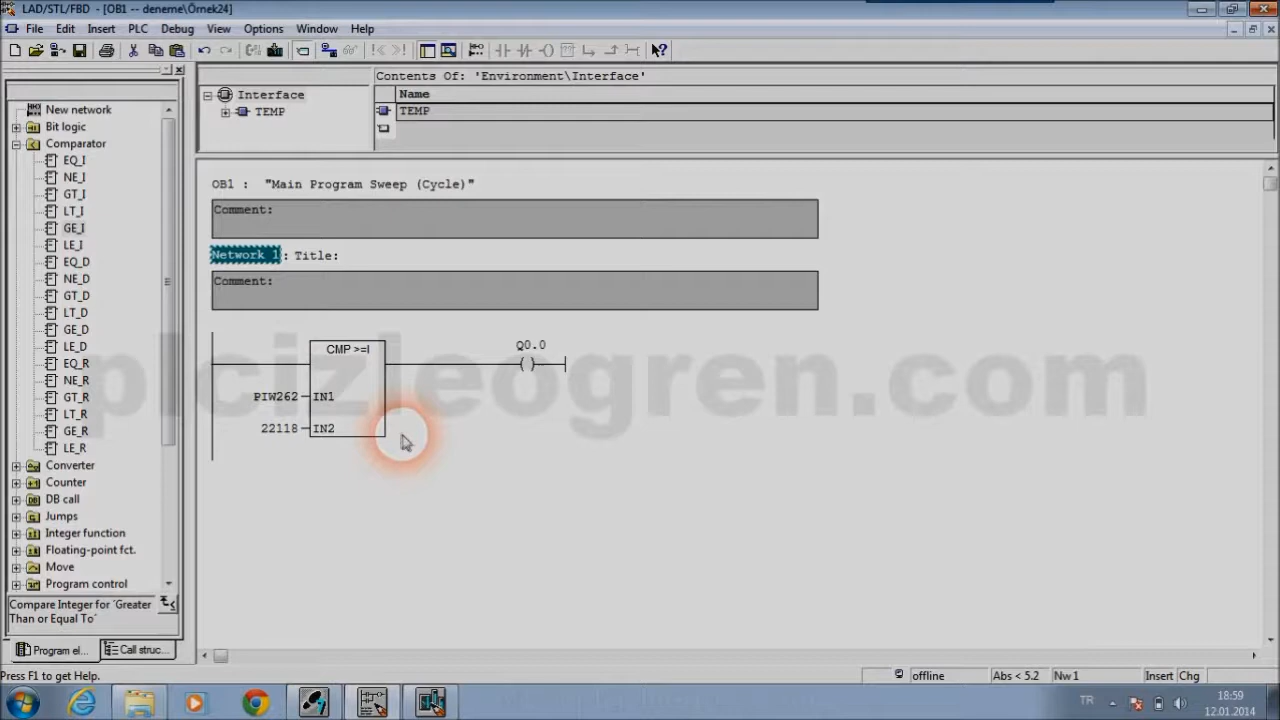 LAD/STL/FBD - [OB1 -- deneme\Örnek24]
File Edit Insert PLC Debug View Options Window Help
Contents Of: 'Environment\Interface'
Interface
TEMP
Name
TEMP
New network
Bit logic
Comparator
EQ_I
NE_I
GT_I
LT_I
GE_I
LE_I
EQ_D
NE_D
GT_D
LT_D
GE_D
LE_D
EQ_R
NE_R
GT_R
LT_R
GE_R
LE_R
Converter
Counter
DB call
Jumps
Integer function
Floating-point fct.
Move
Program control
Compare Integer for 'Greater
Than or Equal To'
Program el... Call struc...
OB1 : "Main Program Sweep (Cycle)"
Comment:
Network 1: Title:
Comment:
CMP >=I
Q0.0
PIW262 IN1
22118 IN2
plcizleogren.com
Press F1 to get Help.
offline Abs < 5.2 Nw1 Insert Chg
TR
18:59
12.01.2014